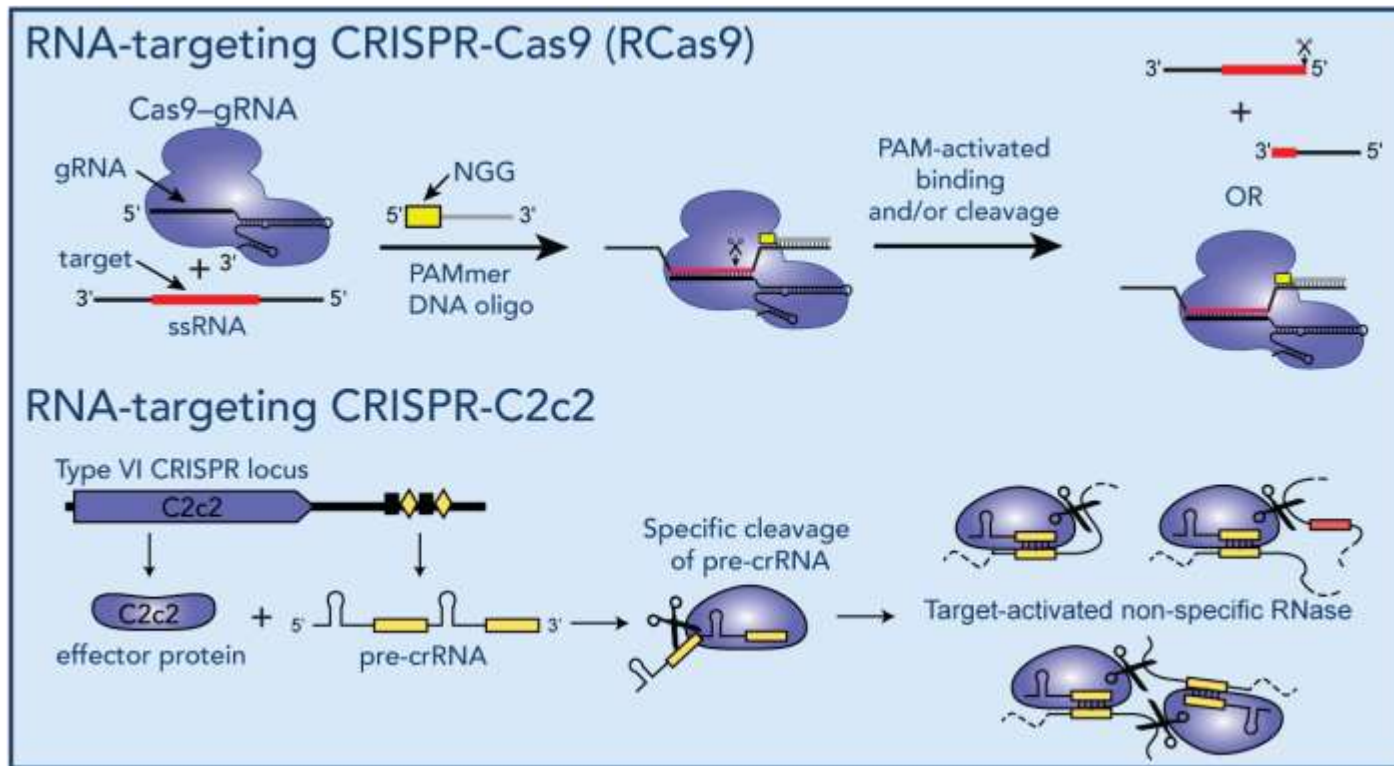 RNA-targeting CRISPR-Cas9 (RCas9)
Cas9–gRNA
gRNA
5'
3'
target
+
3'
5'
ssRNA
NGG
5'
3'
PAMmer
DNA oligo
PAM-activated
binding
and/or cleavage
3'
5'
+
3'
5'
OR
RNA-targeting CRISPR-C2c2
Type VI CRISPR locus
C2c2
C2c2
effector protein
+
5'
3'
pre-crRNA
Specific cleavage
of pre-crRNA
Target-activated non-specific RNase